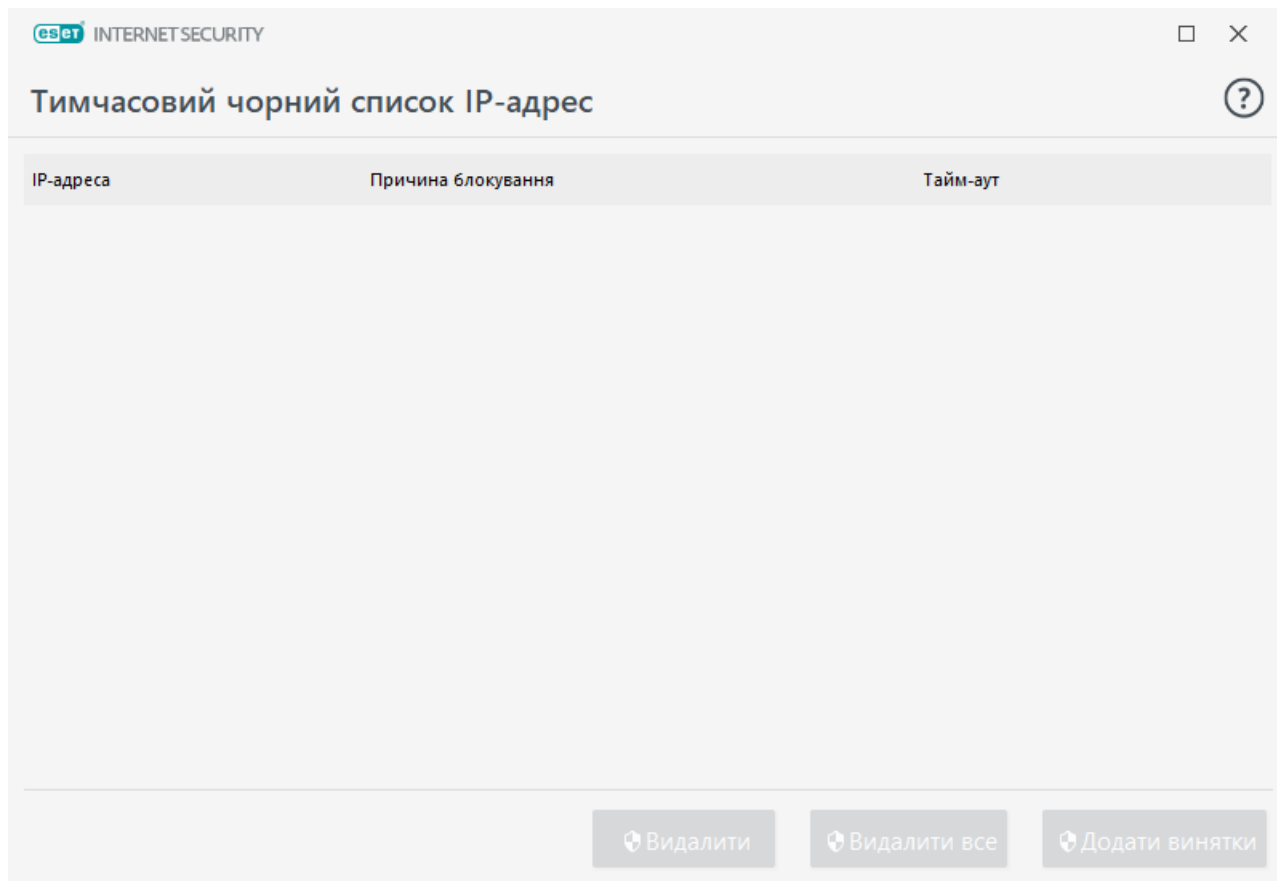 eset INTERNET SECURITY
Тимчасовий чорний список IP-адрес
?
IP-адреса Причина блокування Тайм-аут
Видалити Видалити все Додати винятки